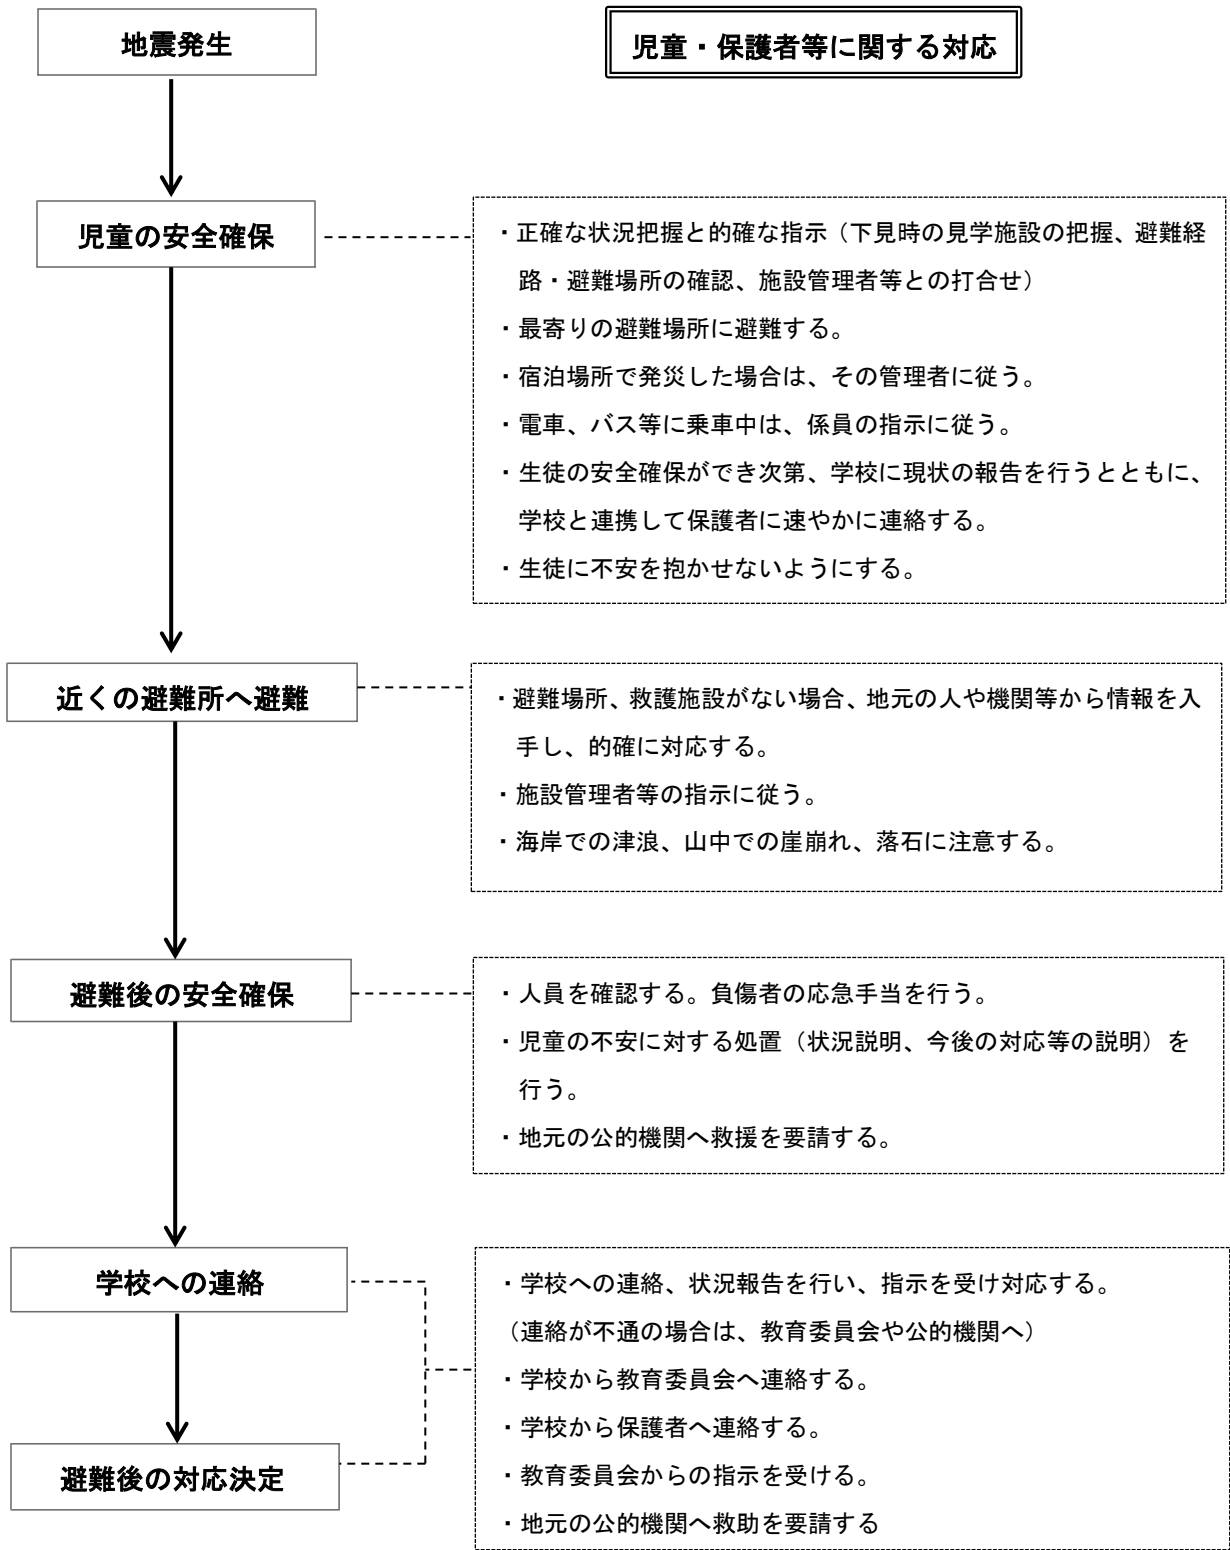 地震発生
児童・保護者等に関する対応
児童の安全確保
・正確な状況把握と的確な指示（下見時の見学施設の把握、避難経
路・避難場所の確認、施設管理者等との打合せ）
・最寄りの避難場所に避難する。
・宿泊場所で発災した場合は、その管理者に従う。
・電車、バス等に乗車中は、係員の指示に従う。
・生徒の安全確保ができ次第、学校に現状の報告を行うとともに、
学校と連携して保護者に速やかに連絡する。
・生徒に不安を抱かせないようにする。
近くの避難所へ避難
・避難場所、救護施設がない場合、地元の人や機関等から情報を入
手し、的確に対応する。
・施設管理者等の指示に従う。
・海岸での津浪、山中での崖崩れ、落石に注意する。
避難後の安全確保
・人員を確認する。負傷者の応急手当を行う。
・児童の不安に対する処置（状況説明、今後の対応等の説明）を
行う。
・地元の公的機関へ救援を要請する。
学校への連絡
・学校への連絡、状況報告を行い、指示を受け対応する。
（連絡が不通の場合は、教育委員会や公的機関へ）
・学校から教育委員会へ連絡する。
・学校から保護者へ連絡する。
避難後の対応決定
・教育委員会からの指示を受ける。
・地元の公的機関へ救助を要請する